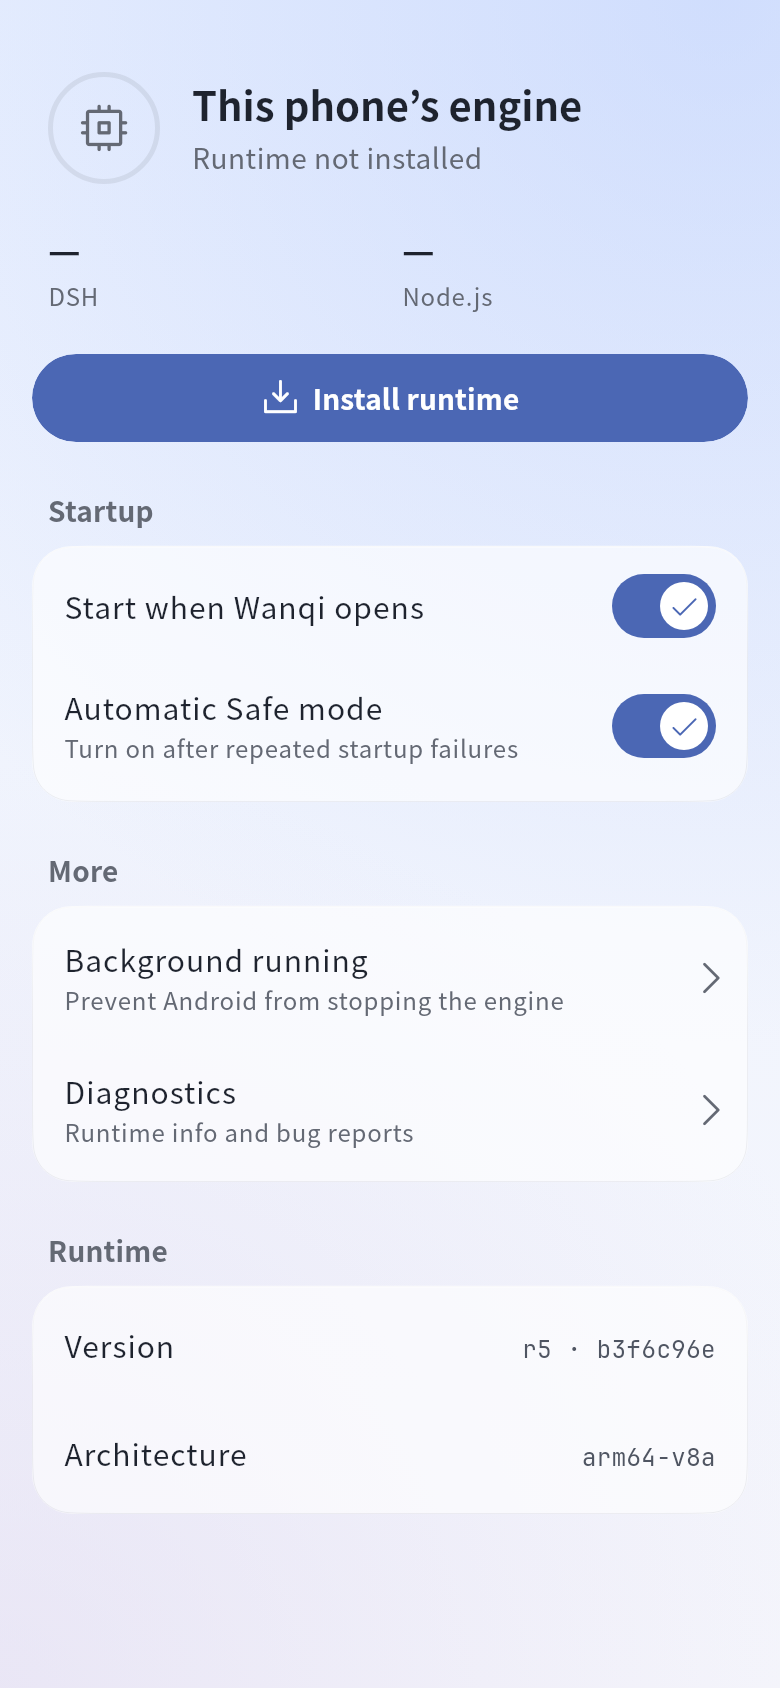 This phone’s engine
Runtime not installed
— —
DSH Node.js
Install runtime
Startup
Start when Wanqi opens
Automatic Safe mode
Turn on after repeated startup failures
More
Background running
Prevent Android from stopping the engine
Diagnostics
Runtime info and bug reports
Runtime
Version r5 · b3f6c96e
Architecture arm64-v8a